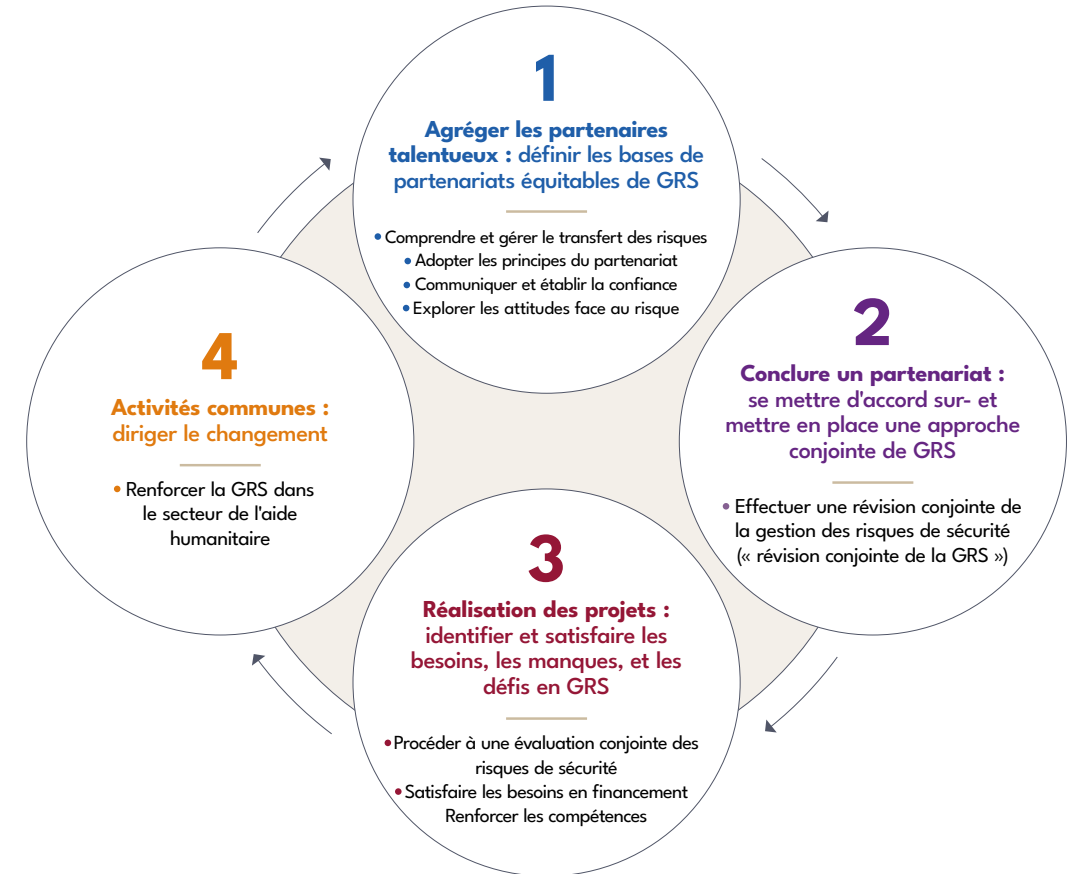 1
Agréger les partenaires
talentueux : définir les bases de
partenariats équitables de GRS
• Comprendre et gérer le transfert des risques
• Adopter les principes du partenariat
• Communiquer et établir la confiance
• Explorer les attitudes face au risque
2
Conclure un partenariat :
se mettre d'accord sur- et
mettre en place une approche
conjointe de GRS
• Effectuer une révision conjointe de
la gestion des risques de sécurité
(« révision conjointe de la GRS »)
3
Réalisation des projets :
identifier et satisfaire les
besoins, les manques, et les
défis en GRS
• Procéder à une évaluation conjointe des
risques de sécurité
• Satisfaire les besoins en financement
Renforcer les compétences
4
Activités communes :
diriger le changement
• Renforcer la GRS dans
le secteur de l'aide
humanitaire